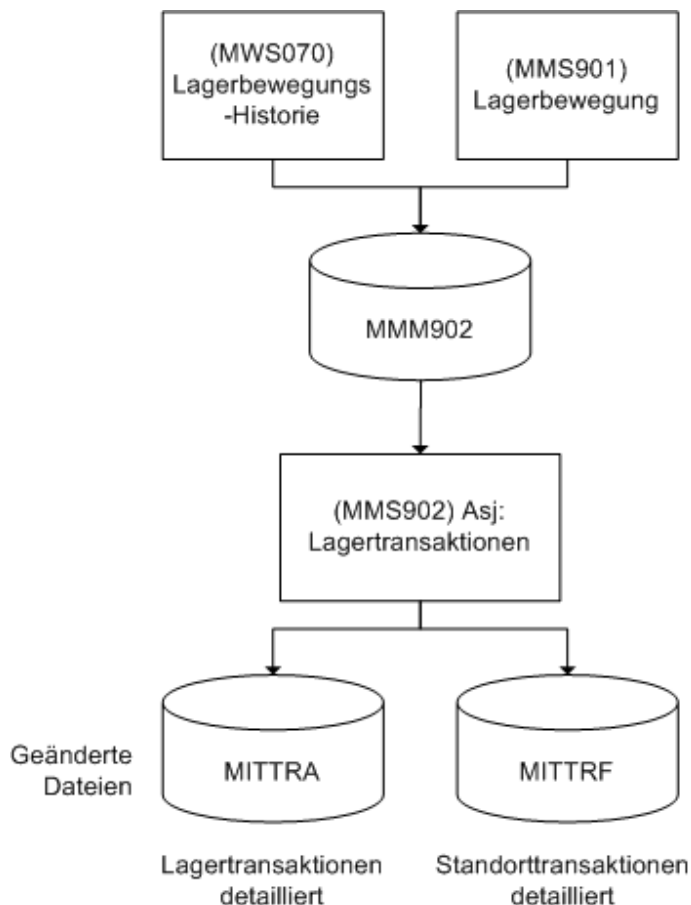 (MWS070)
Lagerbewegungs
-Historie
(MMS901)
Lagerbewegung
MMM902
(MMS902) Asj:
Lagertransaktionen
Geänderte
Dateien
MITTRA
MITTRF
Lagertransaktionen
detailliert
Standorttransaktionen
detailliert